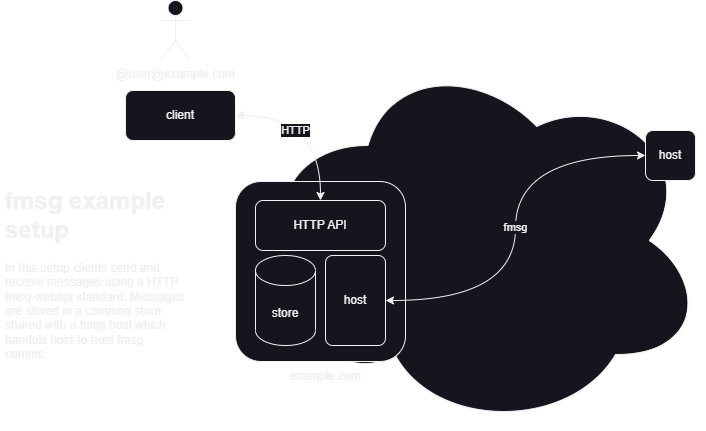 @user@example.com
client
HTTP
host
fmsg example
setup
HTTP API
fmsg
In this setup clients send and
receive messages using a HTTP
fmsg-webapi standard. Messages
are stored in a common store
shared with a fmsg host which
handels host-to-host fmsg
comms.
store
host
example.com